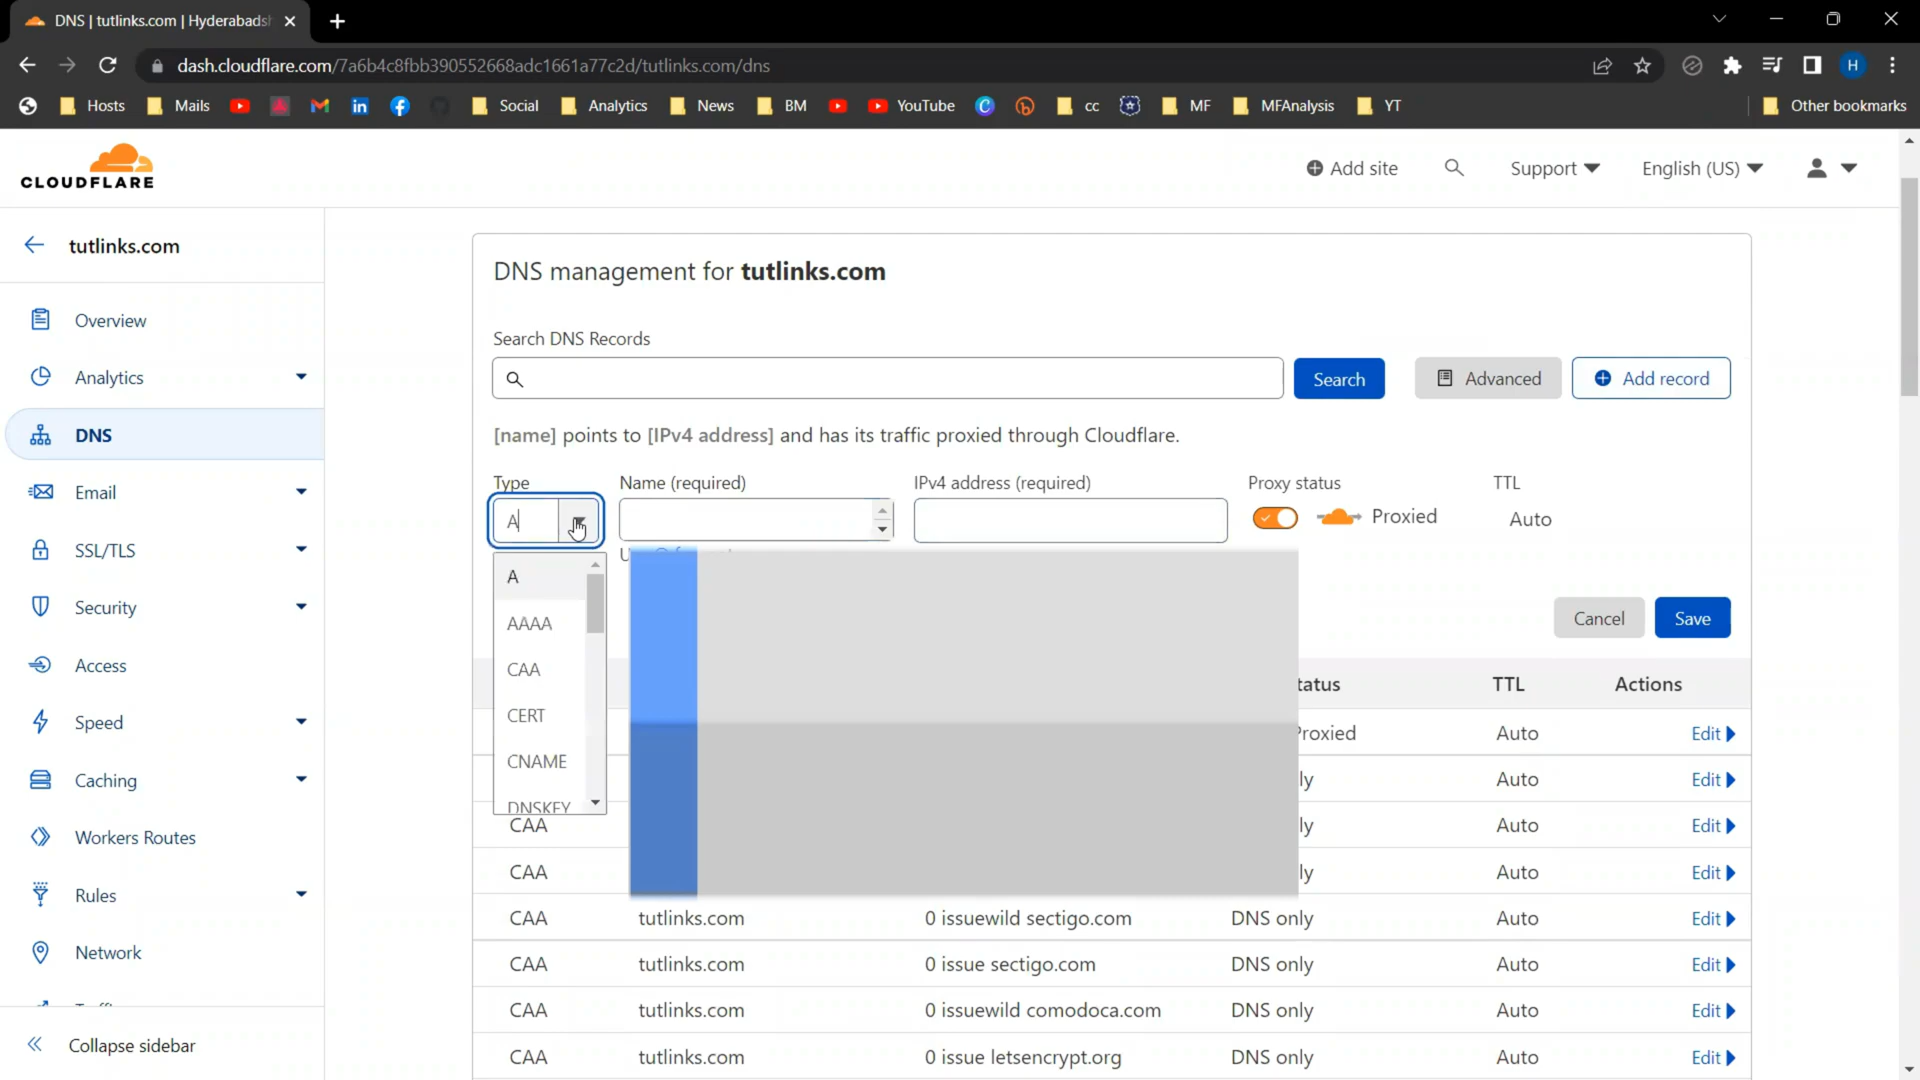 DNS | tutlinks.com | Hyderabadsh
dash.cloudflare.com/7a6b4c8fbb390552668adc1661a77c2d/tutlinks.com/dns
H
Hosts Mails Social Analytics News BM YouTube cc MF MFAnalysis YT Other bookmarks
CLOUDFLARE
Add site Support English (US)
tutlinks.com
Overview
Analytics
DNS
Email
SSL/TLS
Security
Access
Speed
Caching
Workers Routes
Rules
Network
Collapse sidebar
DNS management for tutlinks.com
Search DNS Records
Search Advanced Add record
[name] points to [IPv4 address] and has its traffic proxied through Cloudflare.
Type Name (required) IPv4 address (required) Proxy status TTL
A Proxied Auto
A
AAAA
CAA
CERT
CNAME
DNSKEY
Cancel Save
tatus TTL Actions
Proxied Auto Edit
ly Auto Edit
CAA ly Auto Edit
CAA ly Auto Edit
CAA tutlinks.com 0 issuewild sectigo.com DNS only Auto Edit
CAA tutlinks.com 0 issue sectigo.com DNS only Auto Edit
CAA tutlinks.com 0 issuewild comodoca.com DNS only Auto Edit
CAA tutlinks.com 0 issue letsencrypt.org DNS only Auto Edit